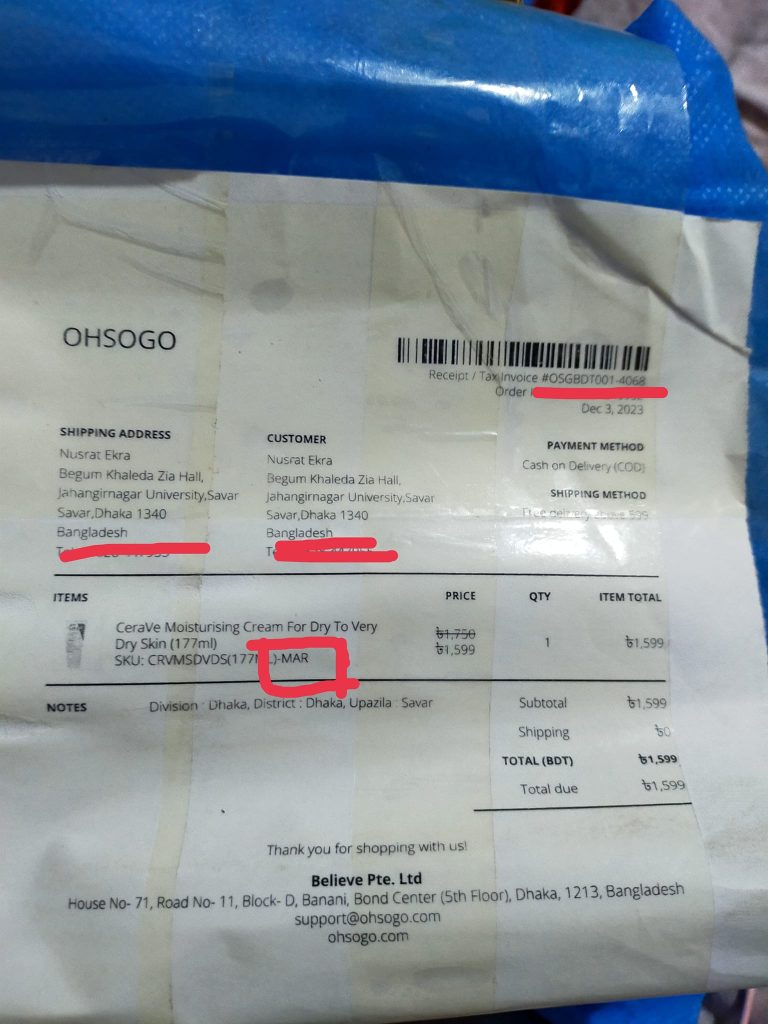 OHSOGO
Receipt / Tax Invoice #OSGBDT001-4068
Order
Dec 3, 2023
SHIPPING ADDRESS
Nusrat Ekra
Begum Khaleda Zia Hall,
Jahangirnagar University,Savar
Savar,Dhaka 1340
Bangladesh
CUSTOMER
Nusrat Ekra
Begum Khaleda Zia Hall,
Jahangirnagar University,Savar
Savar,Dhaka 1340
Bangladesh
PAYMENT METHOD
Cash on Delivery (COD)
SHIPPING METHOD
Free delivery above 599
ITEMS PRICE QTY ITEM TOTAL
CeraVe Moisturising Cream For Dry To Very
Dry Skin (177ml)
SKU: CRVMSDVDS(177ML)-MAR
৳1,750
৳1,599
1
৳1,599
NOTES
Division : Dhaka, District : Dhaka, Upazila : Savar
Subtotal ৳1,599
Shipping ৳0
TOTAL (BDT) ৳1,599
Total due ৳1,599
Thank you for shopping with us!
Believe Pte. Ltd
House No- 71, Road No- 11, Block- D, Banani, Bond Center (5th Floor), Dhaka, 1213, Bangladesh
support@ohsogo.com
ohsogo.com